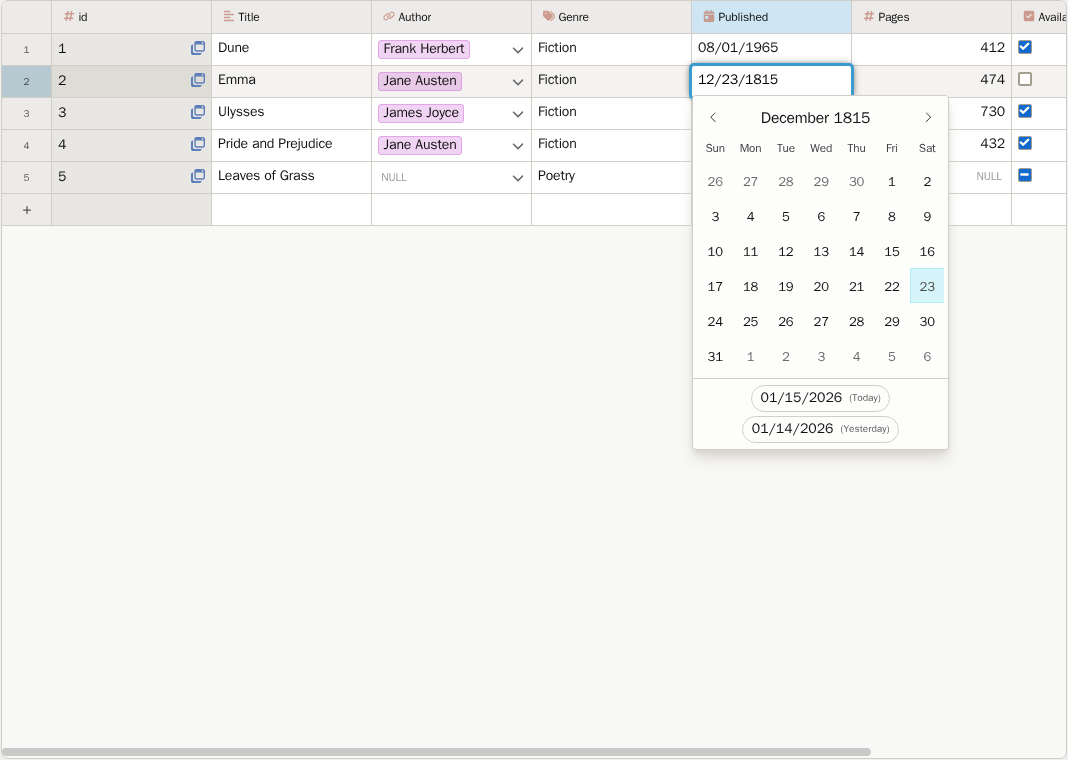 id Title Author Genre Published Pages Availa
1 1 Dune Frank Herbert Fiction 08/01/1965 412
2 2 Emma Jane Austen Fiction 12/23/1815 474
3 3 Ulysses James Joyce Fiction 730
4 4 Pride and Prejudice Jane Austen Fiction 432
5 5 Leaves of Grass NULL Poetry NULL
+
December 1815
Sun Mon Tue Wed Thu Fri Sat
26 27 28 29 30 1 2
3 4 5 6 7 8 9
10 11 12 13 14 15 16
17 18 19 20 21 22 23
24 25 26 27 28 29 30
31 1 2 3 4 5 6
01/15/2026 (Today)
01/14/2026 (Yesterday)